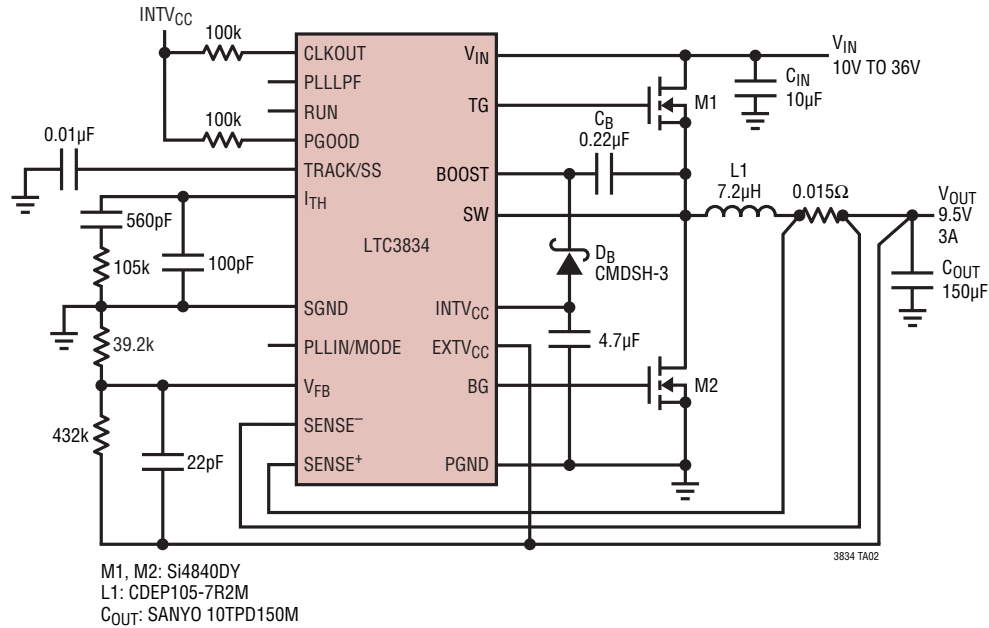 INTVCC
100k
100k
0.01µF
560pF
105k
100pF
39.2k
432k
22pF
CLKOUT
PLLLPF
RUN
PGOOD
TRACK/SS
ITH
SGND
PLLIN/MODE
VFB
SENSE–
SENSE+
LTC3834
VIN
TG
BOOST
SW
INTVCC
EXTVCC
BG
PGND
CB
0.22µF
DB
CMDSH-3
4.7µF
M1
M2
VIN
10V TO 36V
CIN
10µF
L1
7.2µH
0.015Ω
VOUT
9.5V
3A
COUT
150µF
3834 TA02
M1, M2: Si4840DY
L1: CDEP105-7R2M
COUT: SANYO 10TPD150M